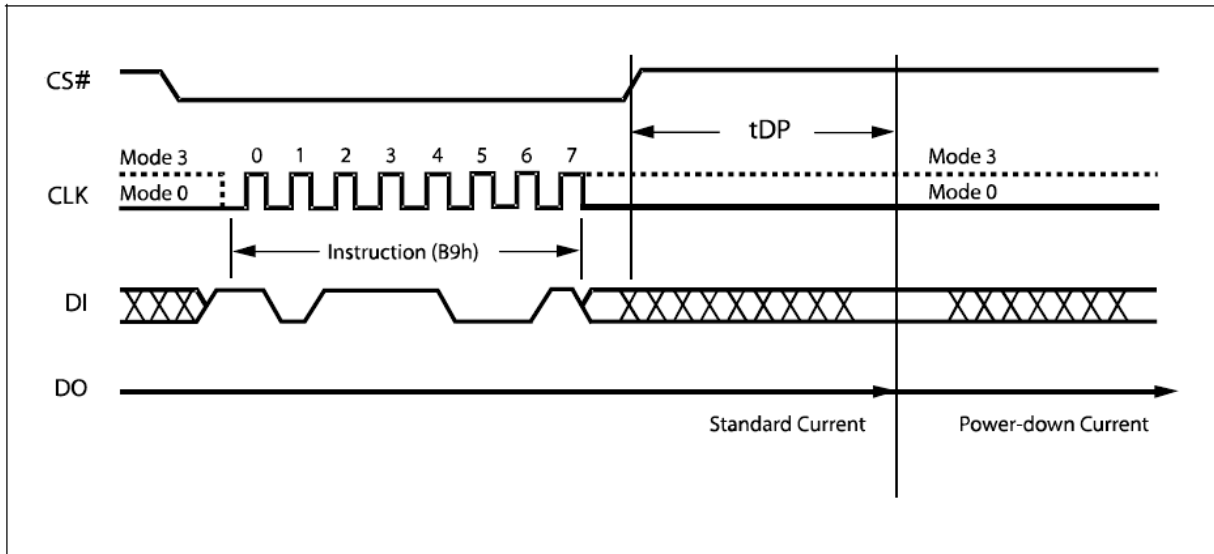 CS#
tDP
Mode 3
0 1 2 3 4 5 6 7
Mode 3
CLK
Mode 0
Mode 0
Instruction (B9h)
DI
DO
Standard Current
Power-down Current